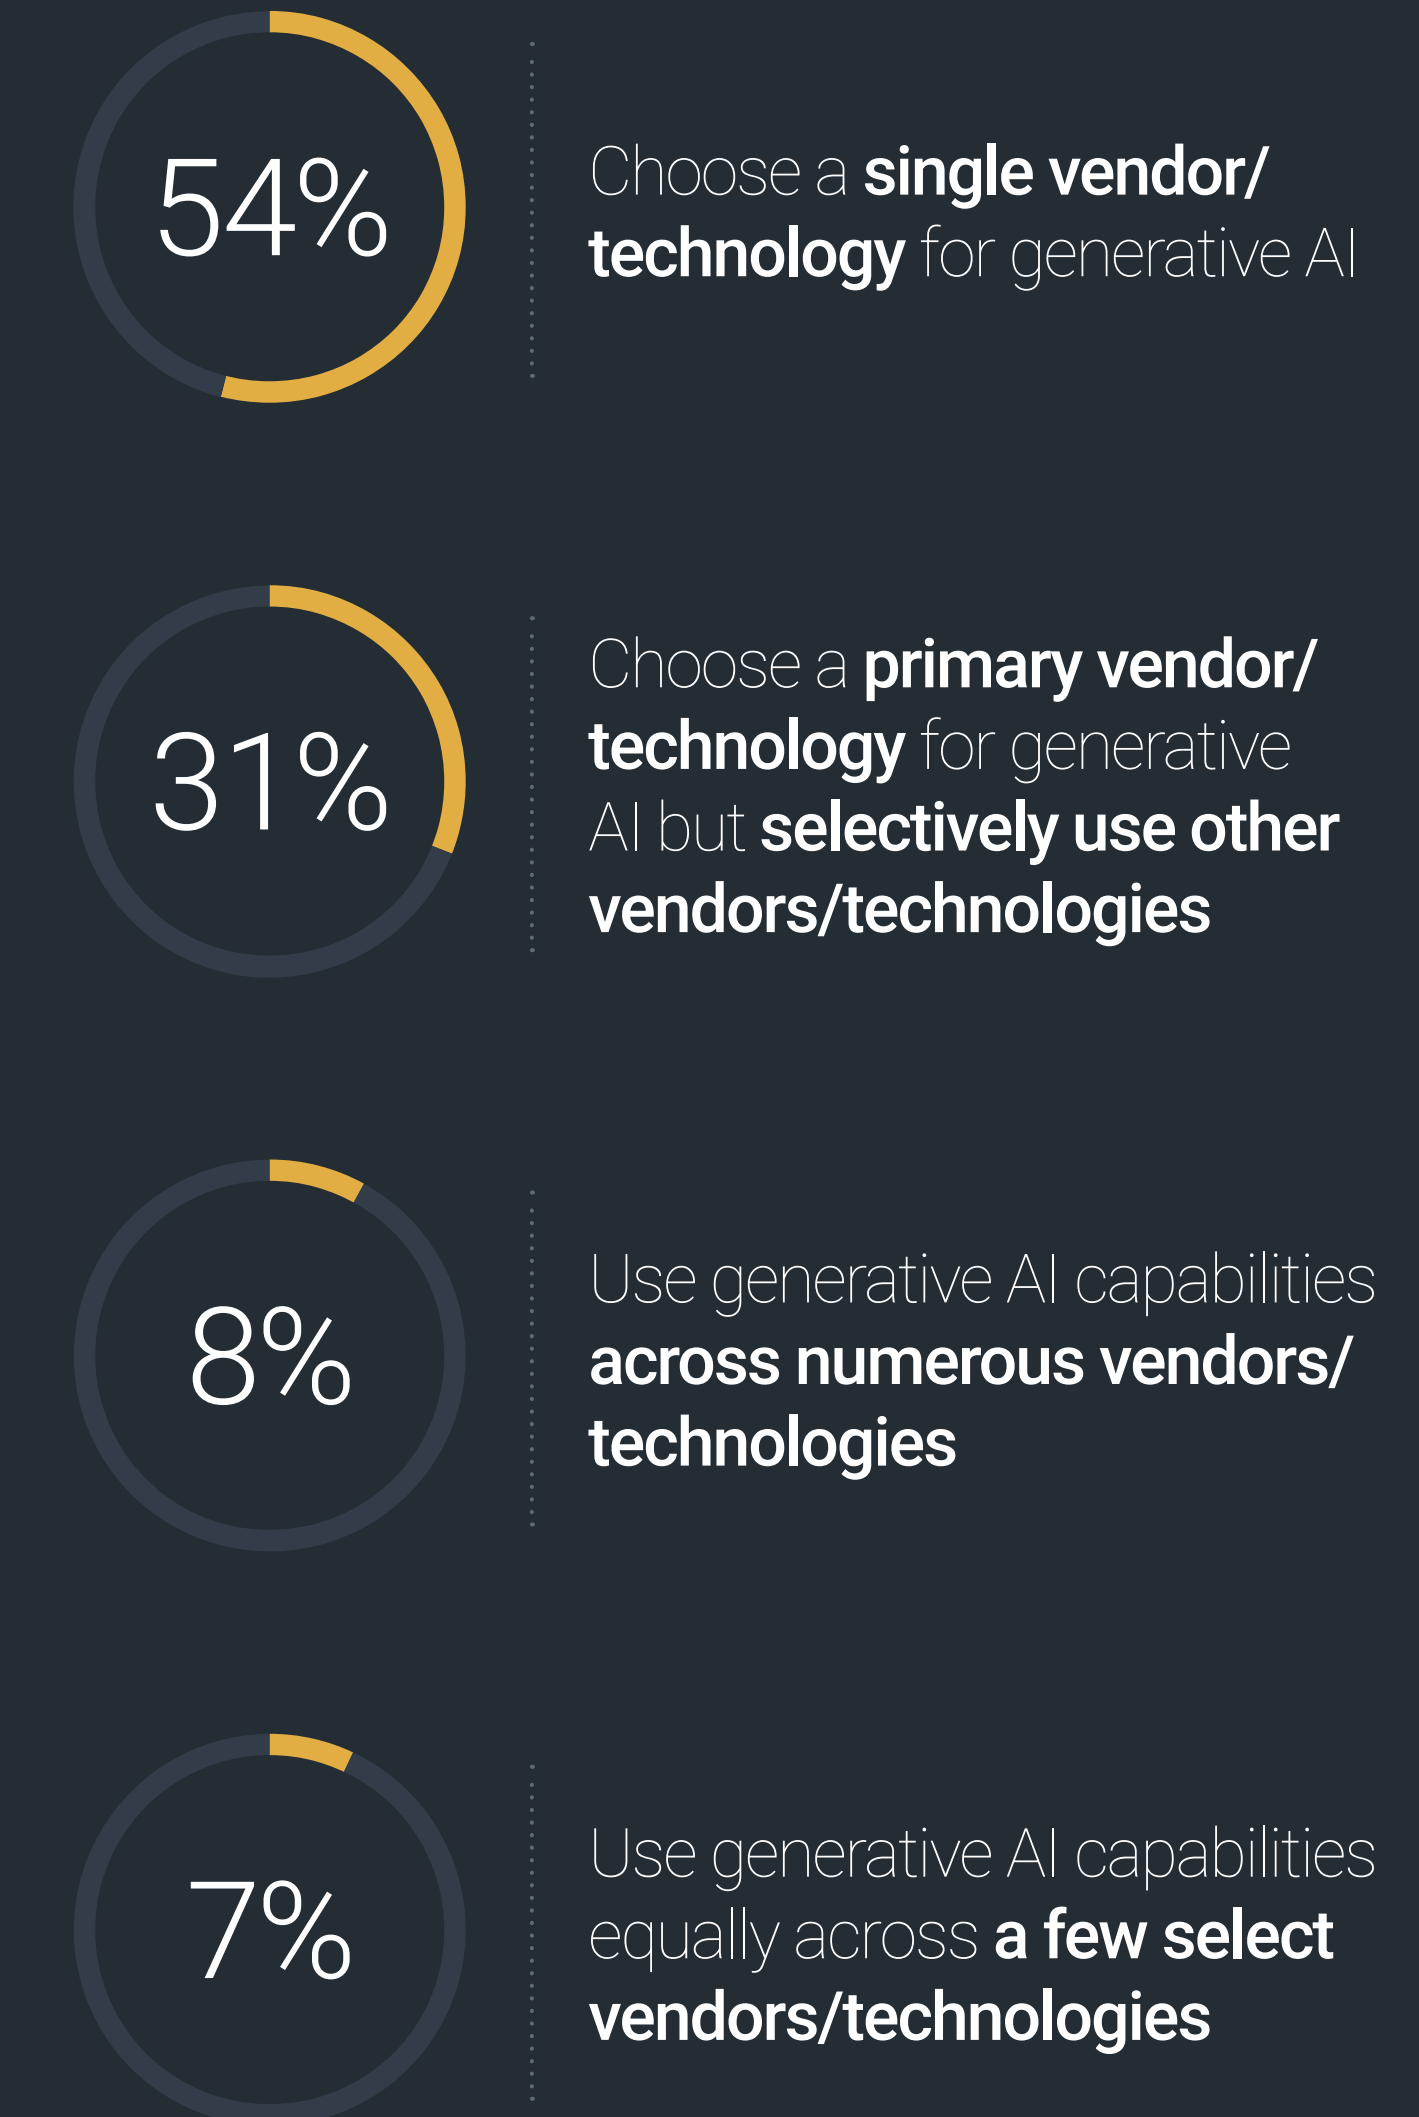 54%
Choose a single vendor/
technology for generative AI
31%
Choose a primary vendor/
technology for generative
AI but selectively use other
vendors/technologies
8%
Use generative AI capabilities
across numerous vendors/
technologies
7%
Use generative AI capabilities
equally across a few select
vendors/technologies